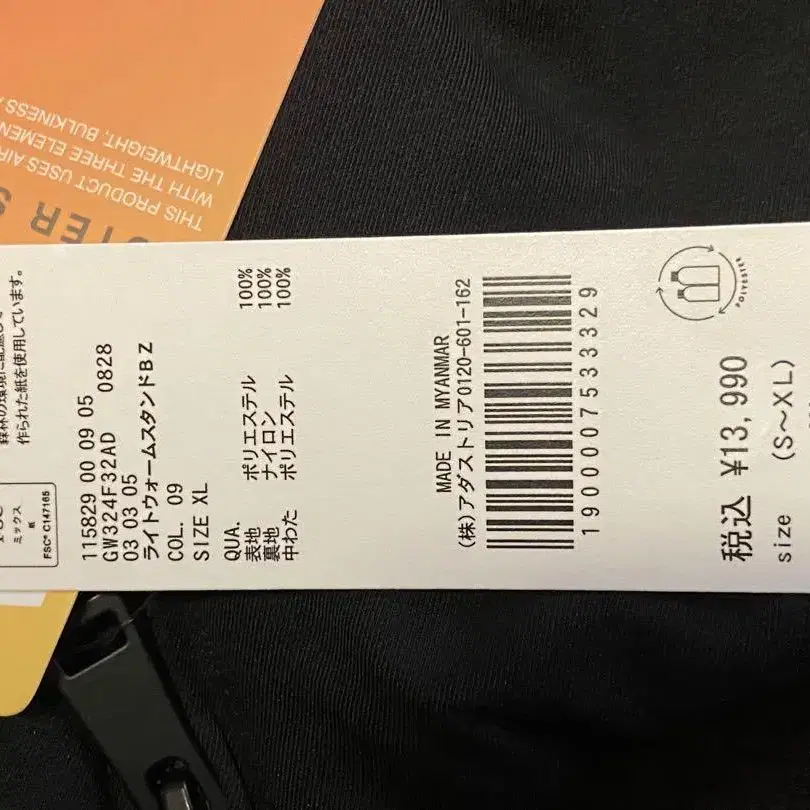 THIS PRODUCT USES AIR
WITH THE THREE ELEMEN
LIGHTWEIGHT, BULKINESS
作られた紙を使用しています。
ミックス
紙
FSC® C147165
115829 00 09 05
GW324F32AD 0828
03 03 05
ライトウォームスタンドBZ
COL. 09
SIZE XL
QUA.
表地 ポリエステル 100%
裏地 ナイロン 100%
中わた ポリエステル 100%
MADE IN MYANMAR
(株)アダストリア0120-601-162
1900007533329
POLYESTER
税込 ¥13,990
size (S~XL)